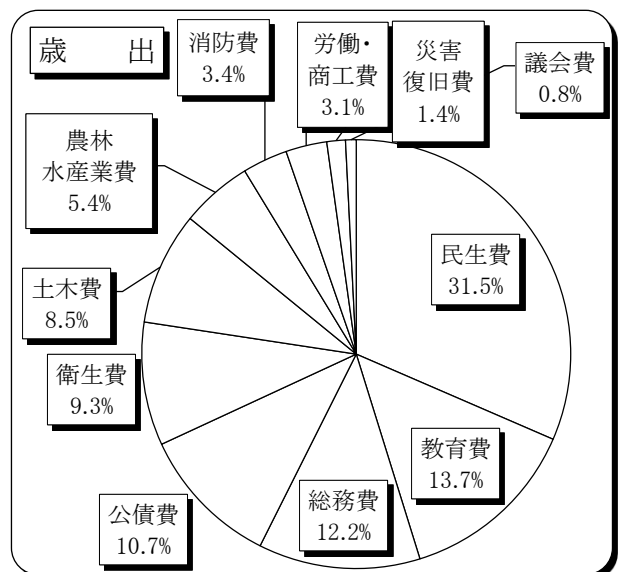 歳　　出
消防費
3.4%
労働・
商工費
3.1%
災害
復旧費
1.4%
議会費
0.8%
農林
水産業費
5.4%
民生費
31.5%
土木費
8.5%
衛生費
9.3%
教育費
13.7%
総務費
12.2%
公債費
10.7%